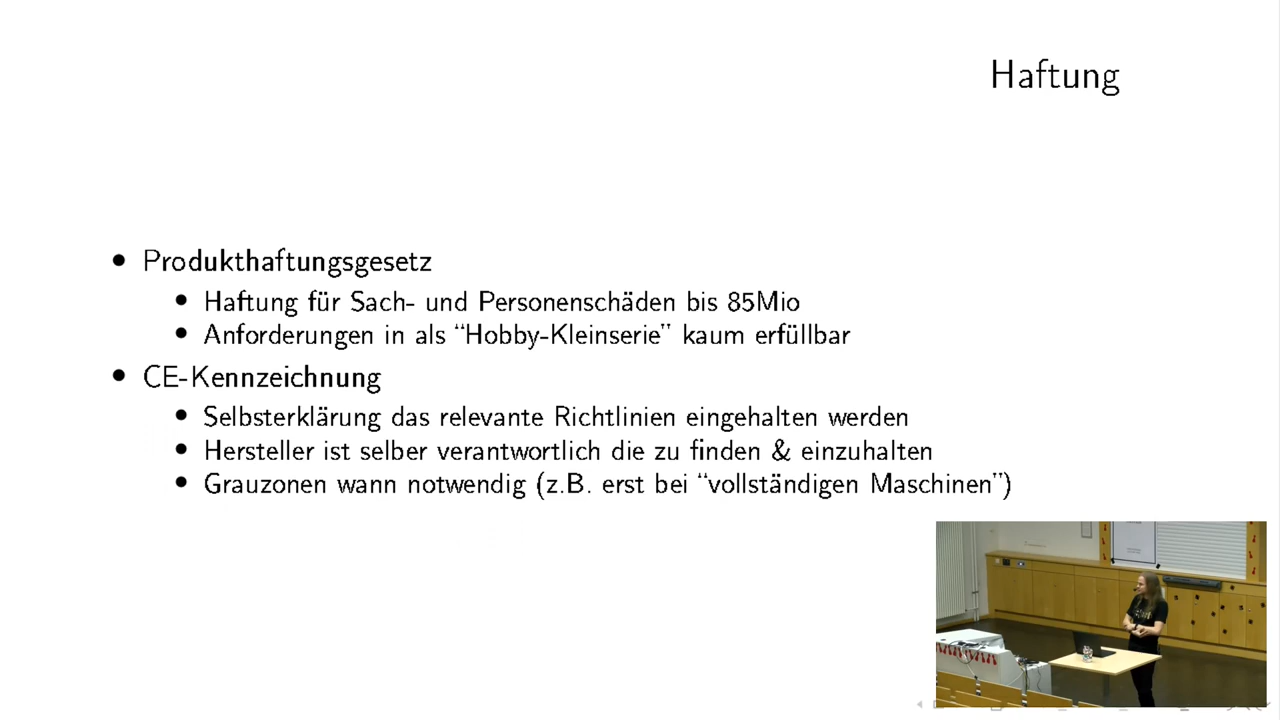 Haftung
• Produkthaftungsgesetz
• Haftung für Sach- und Personenschäden bis 85Mio
• Anforderungen in als “Hobby-Kleinserie” kaum erfüllbar
• CE-Kennzeichnung
• Selbsterklärung das relevante Richtlinien eingehalten werden
• Hersteller ist selber verantwortlich die zu finden & einzuhalten
• Grauzonen wann notwendig (z.B. erst bei “vollständigen Maschinen”)